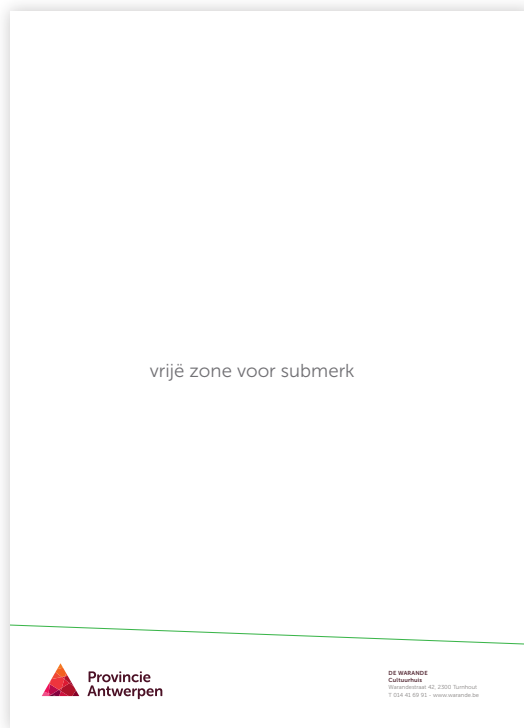 vrijë zone voor submerk
Provincie
Antwerpen
DE WARANDE
Cultuurhuis
Warandestraat 42, 2300 Turnhout
T 014 41 69 91 - www.warande.be